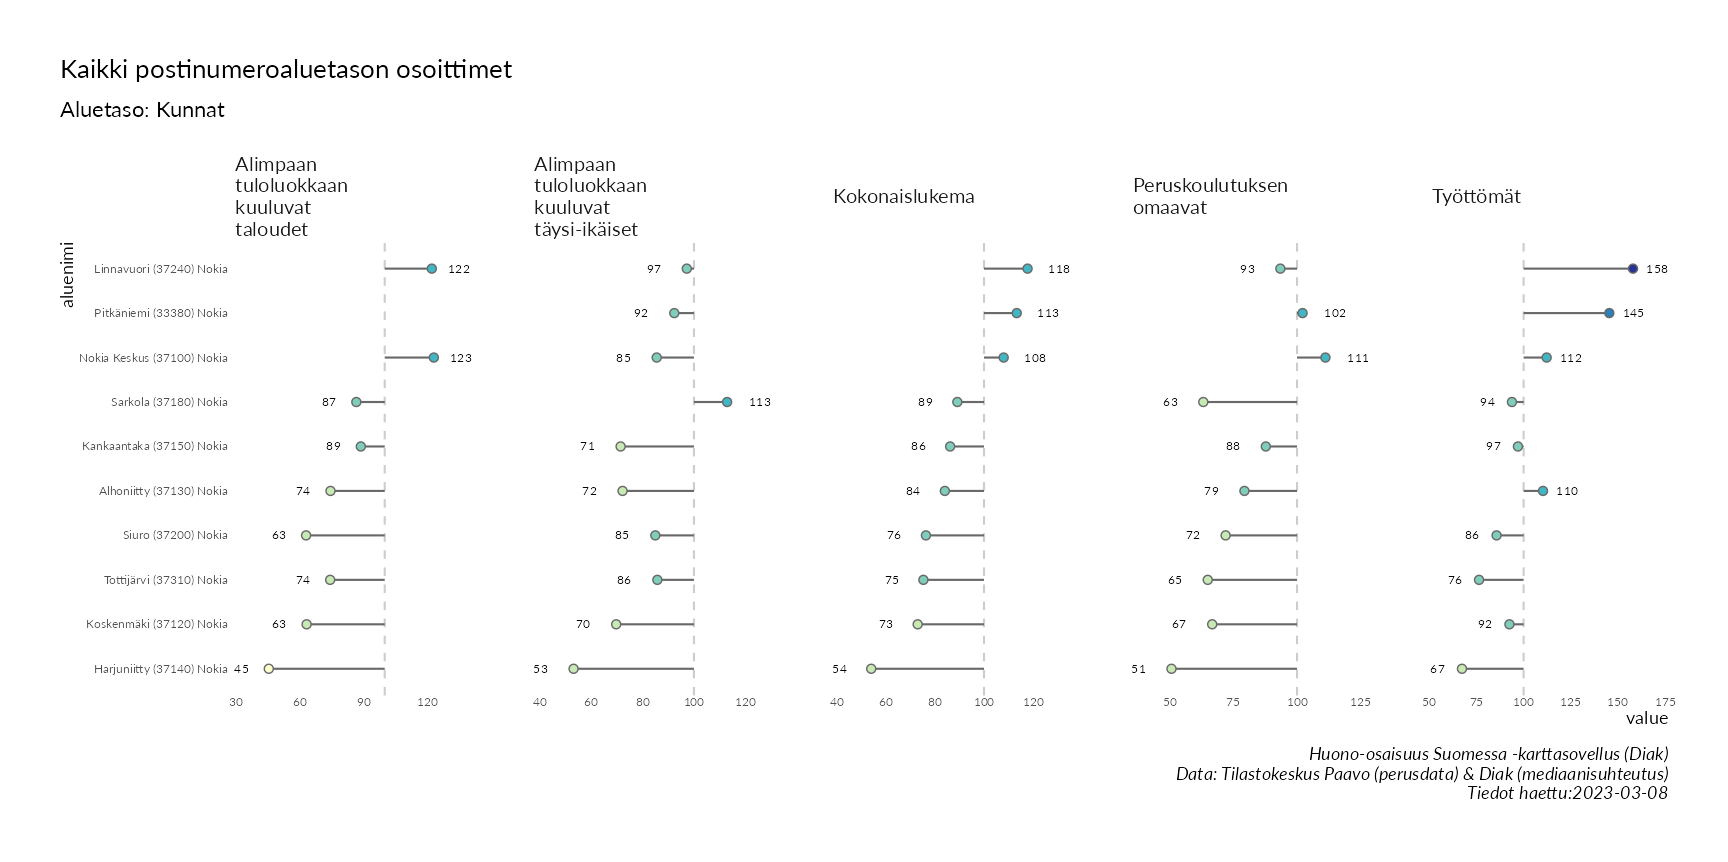 Kaikki postinumeroaluetason osoittimet
Aluetaso: Kunnat
Alimpaan
tuloluokkaan
kuuluvat
taloudet
Alimpaan
tuloluokkaan
kuuluvat
täysi-ikäiset
Kokonaislukema
Peruskoulutuksen
omaavat
Työttömät
aluenimi
Linnavuori (37240) Nokia 122 97 118 93 158
Pitkäniemi (33380) Nokia 92 113 102 145
Nokia Keskus (37100) Nokia 123 85 108 111 112
Sarkola (37180) Nokia 87 113 89 63 94
Kankaantaka (37150) Nokia 89 71 86 88 97
Alhoniitty (37130) Nokia 74 72 84 79 110
Siuro (37200) Nokia 63 85 76 72 86
Tottijärvi (37310) Nokia 74 86 75 65 76
Koskenmäki (37120) Nokia 63 70 73 67 92
Harjuniitty (37140) Nokia 45 53 54 51 67
30 60 90 120 40 60 80 100 120 40 60 80 100 120 50 75 100 125 50 75 100 125 150 175
value
Huono-osaisuus Suomessa -karttasovellus (Diak)
Data: Tilastokeskus Paavo (perusdata) & Diak (mediaanisuhteutus)
Tiedot haettu:2023-03-08